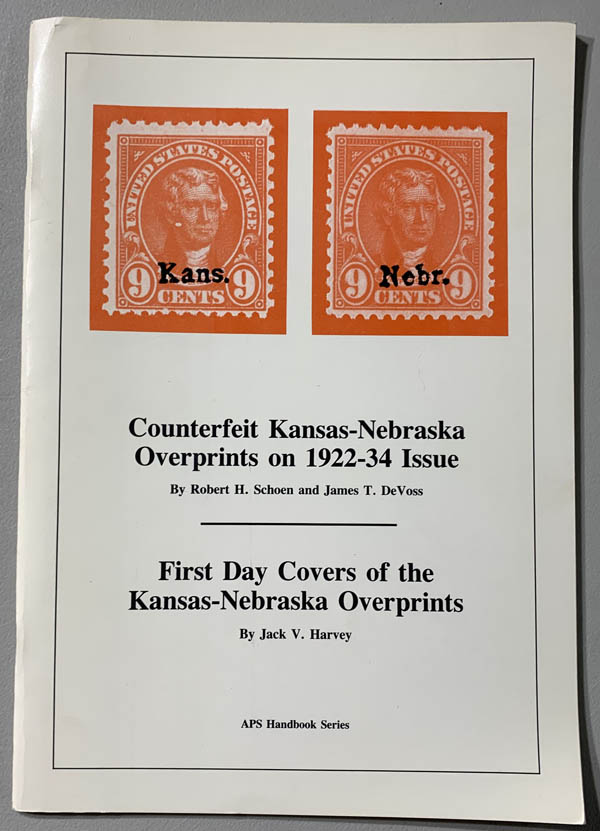 UNITED STATES POSTAGE
Kans.
9 CENTS 9
UNITED STATES POSTAGE
Nebr.
9 CENTS 9
Counterfeit Kansas-Nebraska
Overprints on 1922-34 Issue
By Robert H. Schoen and James T. DeVoss
First Day Covers of the
Kansas-Nebraska Overprints
By Jack V. Harvey
APS Handbook Series